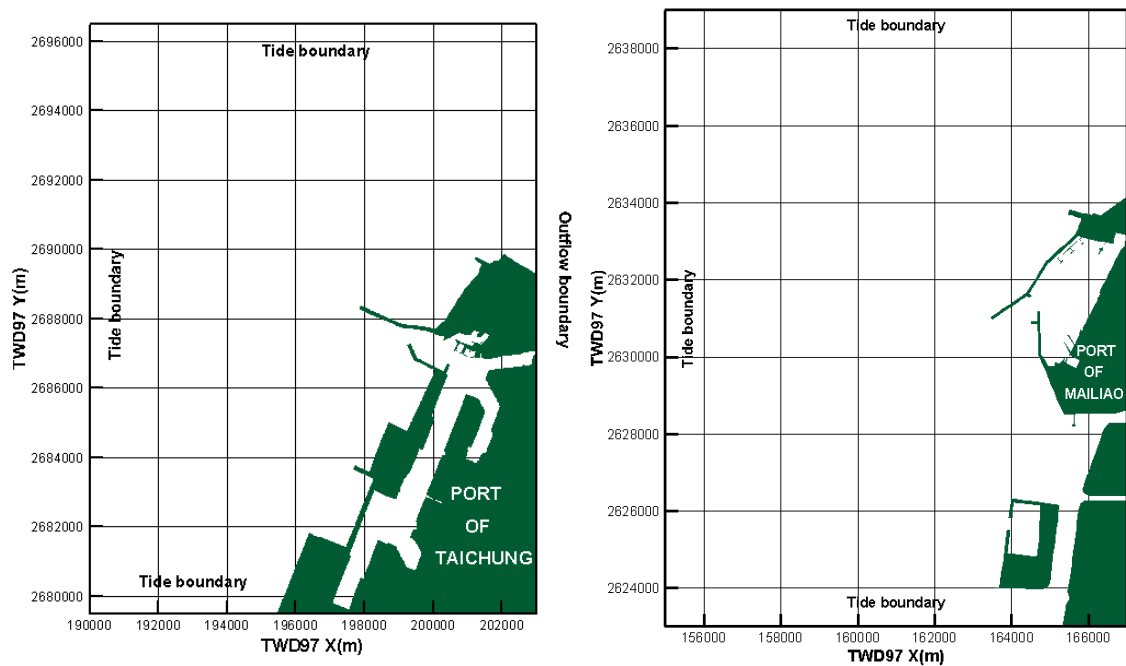 Tide boundary
2696000
2694000
2692000
2690000
2688000
2686000
2684000
2682000
2680000
TWD97 Y(m)
Tide boundary
Outflow boundary
PORT
OF
TAICHUNG
Tide boundary
190000 192000 194000 196000 198000 200000 202000
TWD97 X(m)
Tide boundary
2638000
2636000
2634000
2632000
2630000
2628000
2626000
2624000
TWD97 Y(m)
Tide boundary
PORT
OF
MAILIAO
Tide boundary
156000 158000 160000 162000 164000 166000
TWD97 X(m)